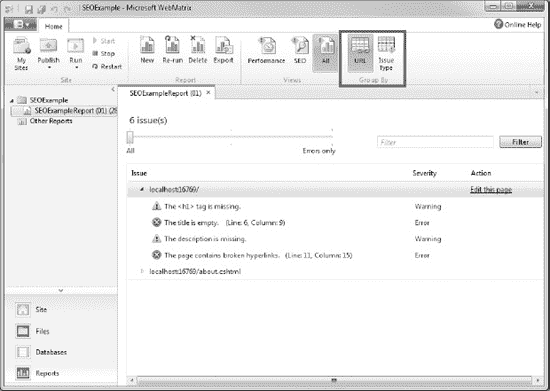 SEOExample - Microsoft WebMatrix
Home
Online Help
My Sites
Publish
Run
Start
Stop
Restart
Site
New
Re-run
Delete
Export
Report
Performance
SEO
All
Views
URL
Issue Type
Group By
SEOExample
SEOExampleReport (01) (28
Other Reports
SEOExampleReport (01) ×
6 issue(s)
All
Errors only
Filter
Filter
Issue Severity Action
localhost:16769/ Edit this page
The <h1> tag is missing. Warning
The title is empty. (Line: 6, Column: 9) Error
The description is missing. Warning
The page contains broken hyperlinks. (Line: 11, Column: 15) Error
localhost:16769/about.cshtml
Site
Files
Databases
Reports